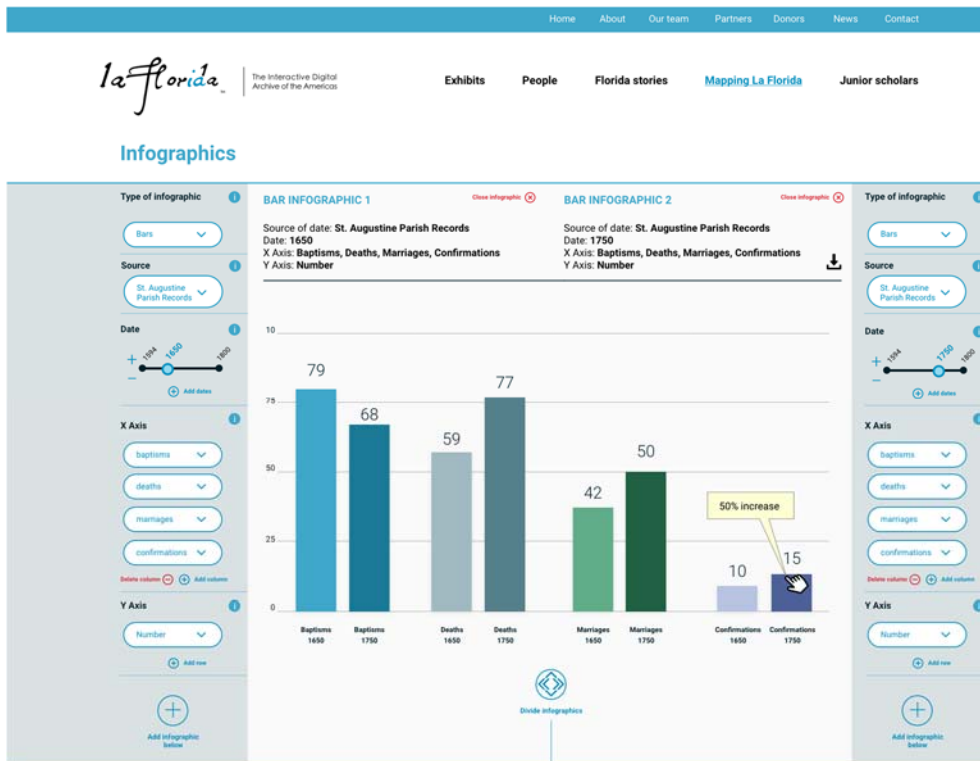 Home About Our team Partners Donors News Contact
la florida
The Interactive Digital
Archive of the Americas
Exhibits People Florida stories Mapping La Florida Junior scholars
Infographics
Type of infographic i
Bars
Source i
St. Augustine
Parish Records
Date i
+ 1594 1650 1800
−
Add dates
X Axis i
baptisms
deaths
marriages
confirmations
Delete column Add column
Y Axis i
Number
Add row
Add infographic
below
BAR INFOGRAPHIC 1 Close infographic
Source of date: St. Augustine Parish Records
Date: 1650
X Axis: Baptisms, Deaths, Marriages, Confirmations
Y Axis: Number
BAR INFOGRAPHIC 2 Close infographic
Source of date: St. Augustine Parish Records
Date: 1750
X Axis: Baptisms, Deaths, Marriages, Confirmations
Y Axis: Number
10
75
50
25
0
79 68 59 77 42 50 10 15
50% increase
Baptisms Baptisms Deaths Deaths Marriages Marriages Confirmations Confirmations
1650 1750 1650 1750 1650 1750 1650 1750
Divide infographics
Type of infographic i
Bars
Source i
St. Augustine
Parish Records
Date i
+ 1594 1750 1800
−
Add dates
X Axis i
baptisms
deaths
marriages
confirmations
Delete column Add column
Y Axis i
Number
Add row
Add infographic
below